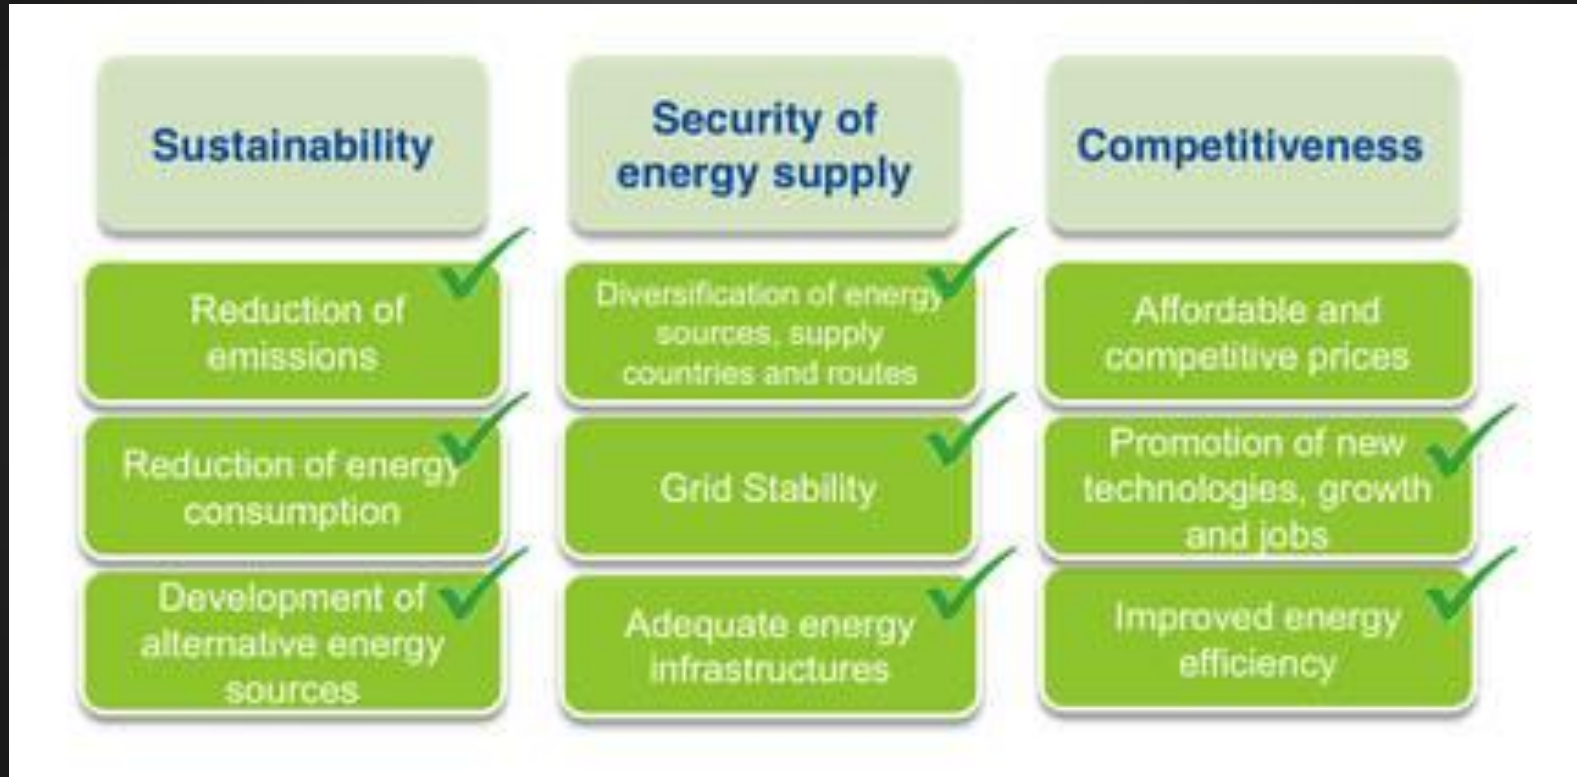 Sustainability
Reduction of
emissions
Reduction of energy
consumption
Development of
alternative energy
sources
Security of
energy supply
Diversification of energy
sources, supply
countries and routes
Grid Stability
Adequate energy
infrastructures
Competitiveness
Affordable and
competitive prices
Promotion of new
technologies, growth
and jobs
Improved energy
efficiency